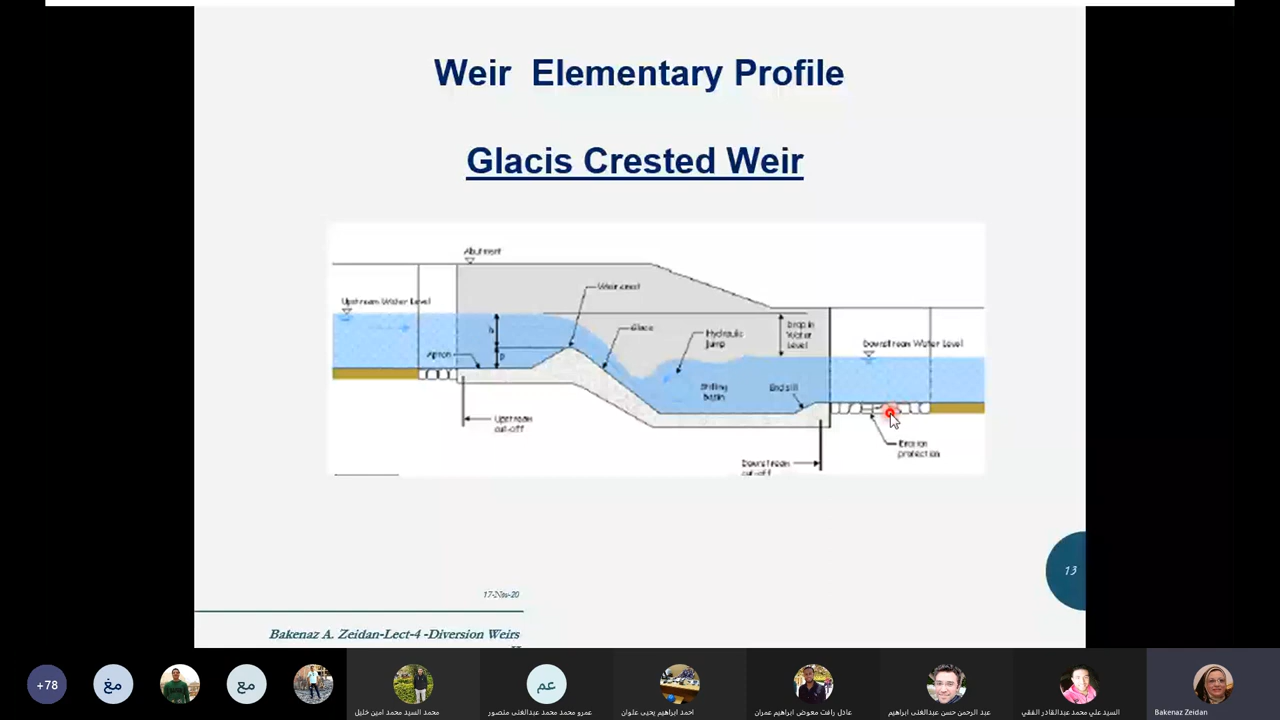 Weir Elementary Profile
Glacis Crested Weir
Abutment
Weir crest
Upstream Water Level
Glacis
Hydraulic
Jump
Drop in
Water
Level
Downstream Water Level
h
Apron
p
Stilling
basin
End sill
Upstream
cut-off
Erosion
protection
Downstream
cut-off
13
17-Nov-20
Bakenaz A. Zeidan-Lect-4 -Diversion Weirs
+78
مغ
مع
محمد السيد محمد امين خليل
عم
عمرو محمد محمد عبدالغنى منصور
احمد ابراهيم يحيى علوان
عادل رافت معوض ابراهيم عمران
عبد الرحمن حسن عبدالغنى ابراهيم
السيد علي محمد عبدالقادر الفقي
Bakenaz Zeidan